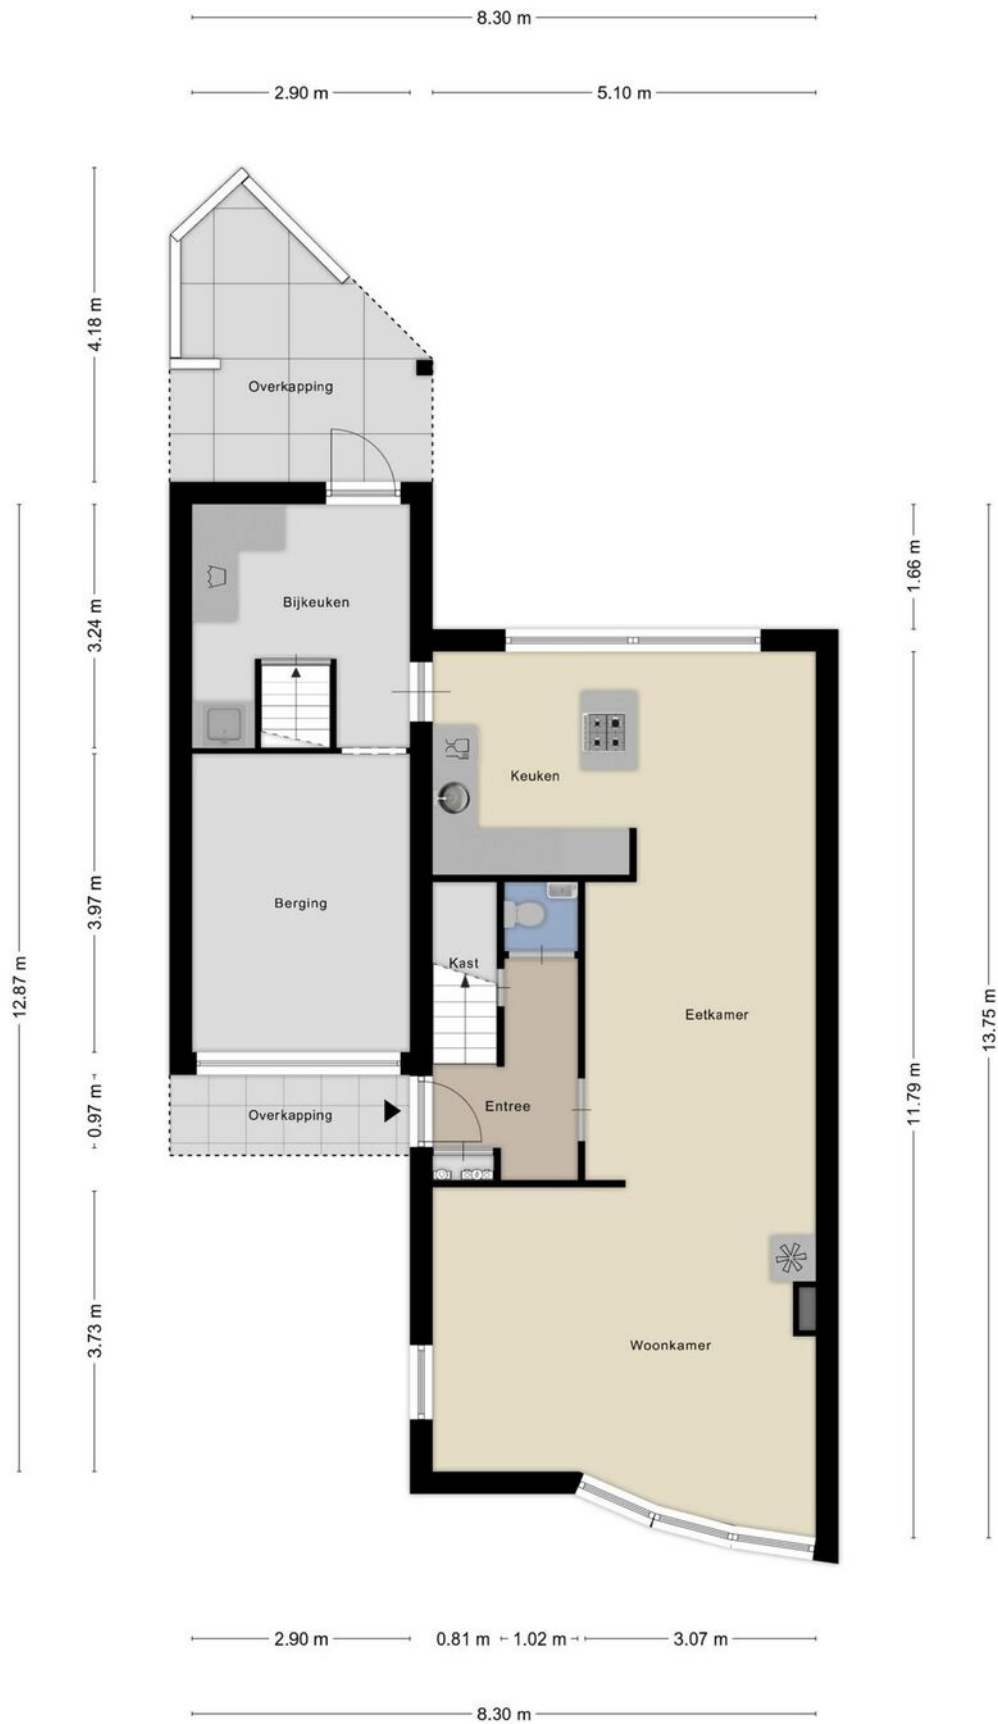 8.30 m
2.90 m
5.10 m
4.18 m
Overkapping
1.66 m
3.24 m
Bijkeuken
Keuken
3.97 m
Berging
Kast
12.87 m
Eetkamer
13.75 m
11.79 m
0.97 m
Overkapping
Entree
3.73 m
Woonkamer
2.90 m
0.81 m
1.02 m
3.07 m
8.30 m